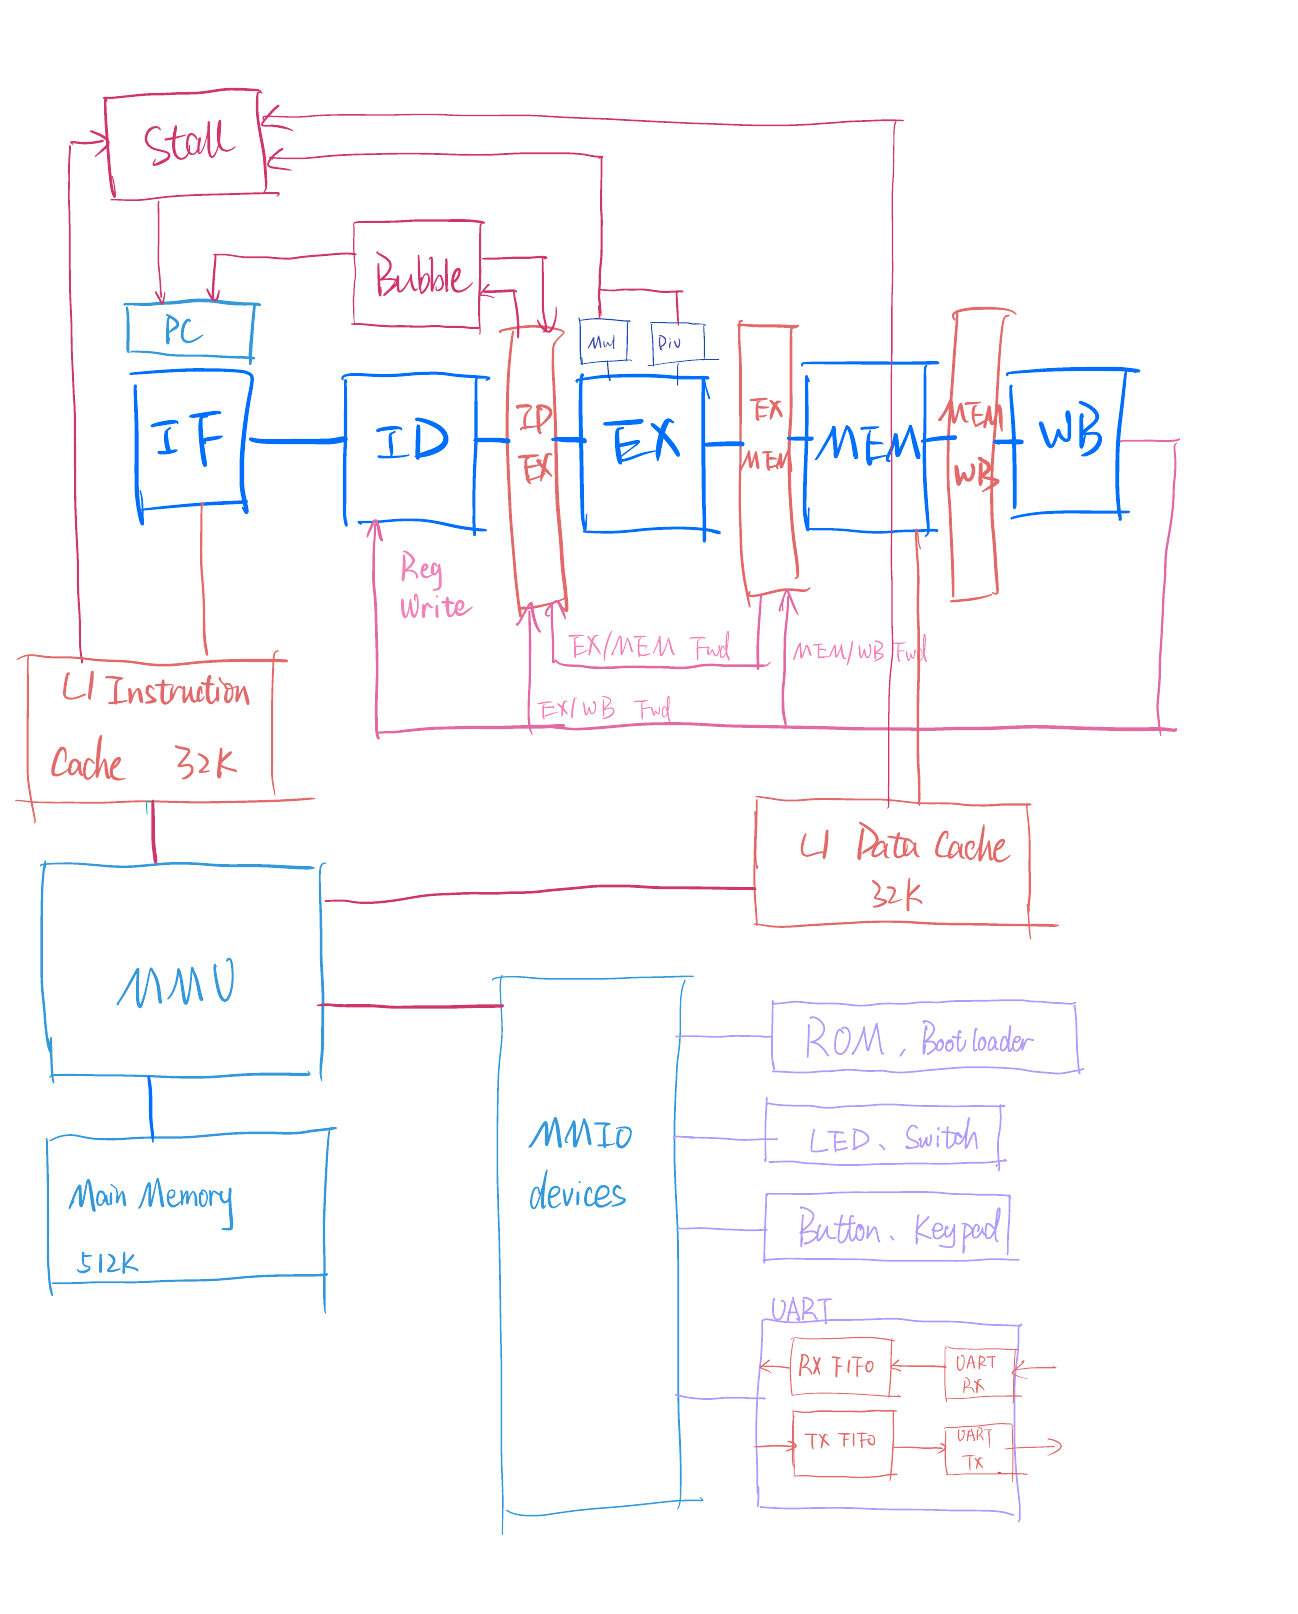 Stall
Bubble
PC
Mul
Div
IF
ID
ID
EX
EX
EX
MEM
MEM
MEM
WB
WB
Reg
Write
EX/MEM Fwd
MEM/WB Fwd
EX/WB Fwd
L1 Instruction
Cache 32K
L1 Data Cache
32K
MMU
Main Memory
512K
MMIO
devices
ROM、Bootloader
LED、Switch
Button、Keypad
UART
RX FIFO
UART
RX
TX FIFO
UART
TX